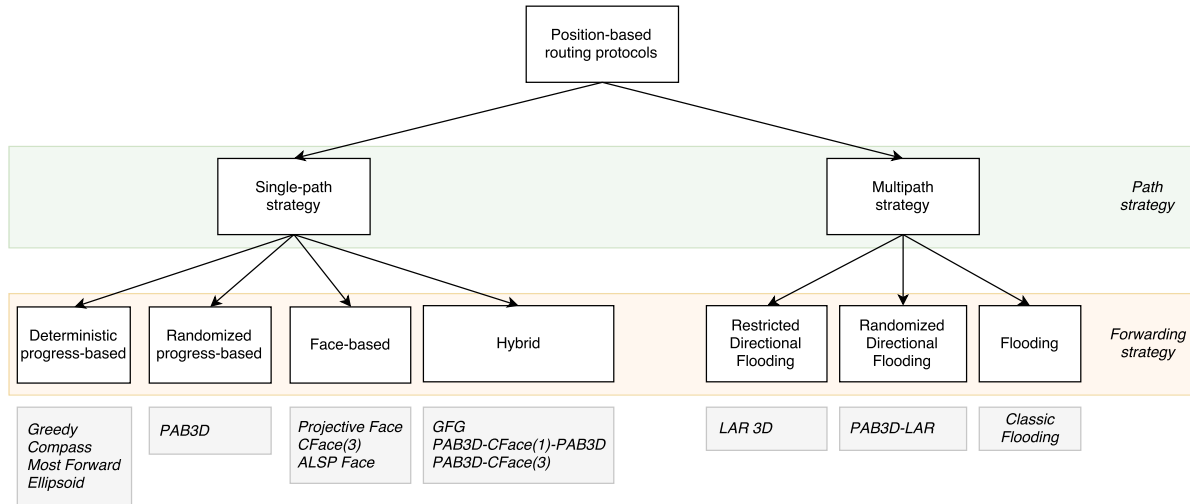 Position-based
routing protocols
Single-path
strategy
Multipath
strategy
Path
strategy
Deterministic
progress-based
Randomized
progress-based
Face-based
Hybrid
Restricted
Directional
Flooding
Randomized
Directional
Flooding
Flooding
Forwarding
strategy
Greedy
Compass
Most Forward
Ellipsoid
PAB3D
Projective Face
CFace(3)
ALSP Face
GFG
PAB3D-CFace(1)-PAB3D
PAB3D-CFace(3)
LAR 3D
PAB3D-LAR
Classic
Flooding